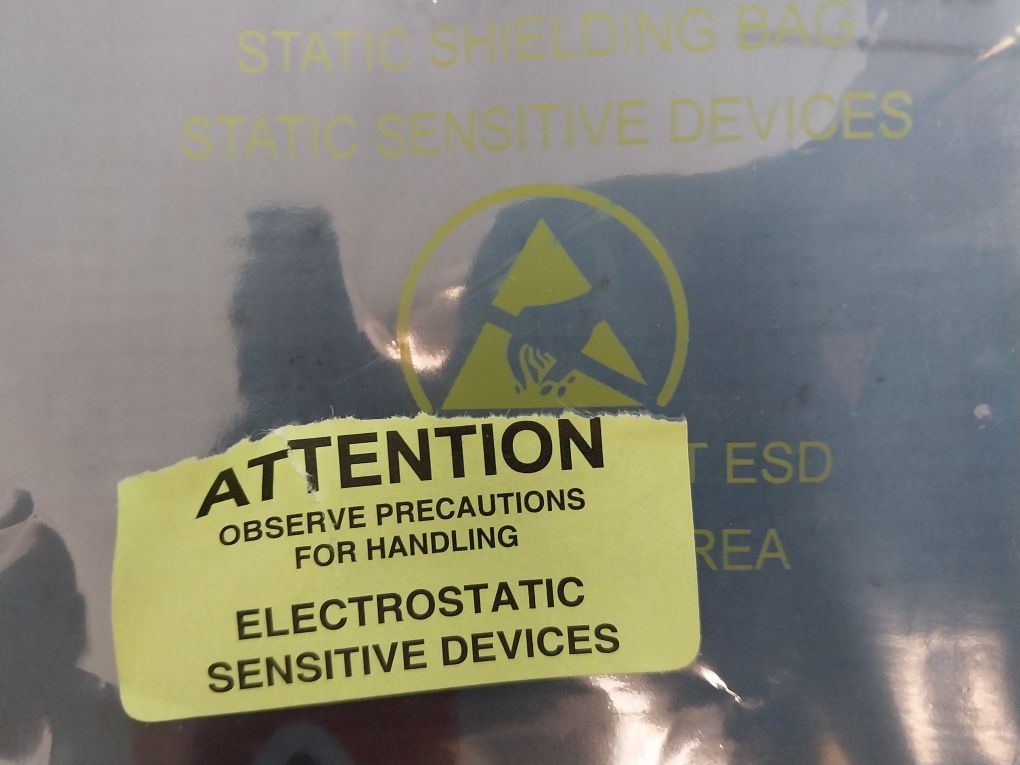 STATIC SHIELDING BAG
STATIC SENSITIVE DEVICES
T ESD
REA
ATTENTION
OBSERVE PRECAUTIONS
FOR HANDLING
ELECTROSTATIC
SENSITIVE DEVICES